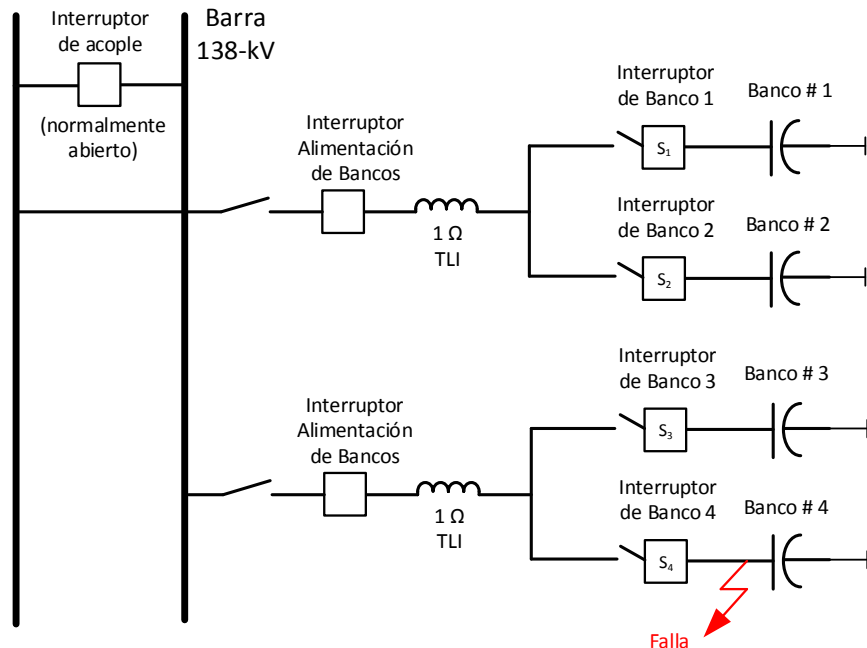 Interruptor
de acople
(normalmente
abierto)
Barra
138-kV
Interruptor
Alimentación
de Bancos
1 Ω
TLI
Interruptor
de Banco 1
S₁
Banco # 1
Interruptor
de Banco 2
S₂
Banco # 2
Interruptor
Alimentación
de Bancos
1 Ω
TLI
Interruptor
de Banco 3
S₃
Banco # 3
Interruptor
de Banco 4
S₄
Banco # 4
Falla